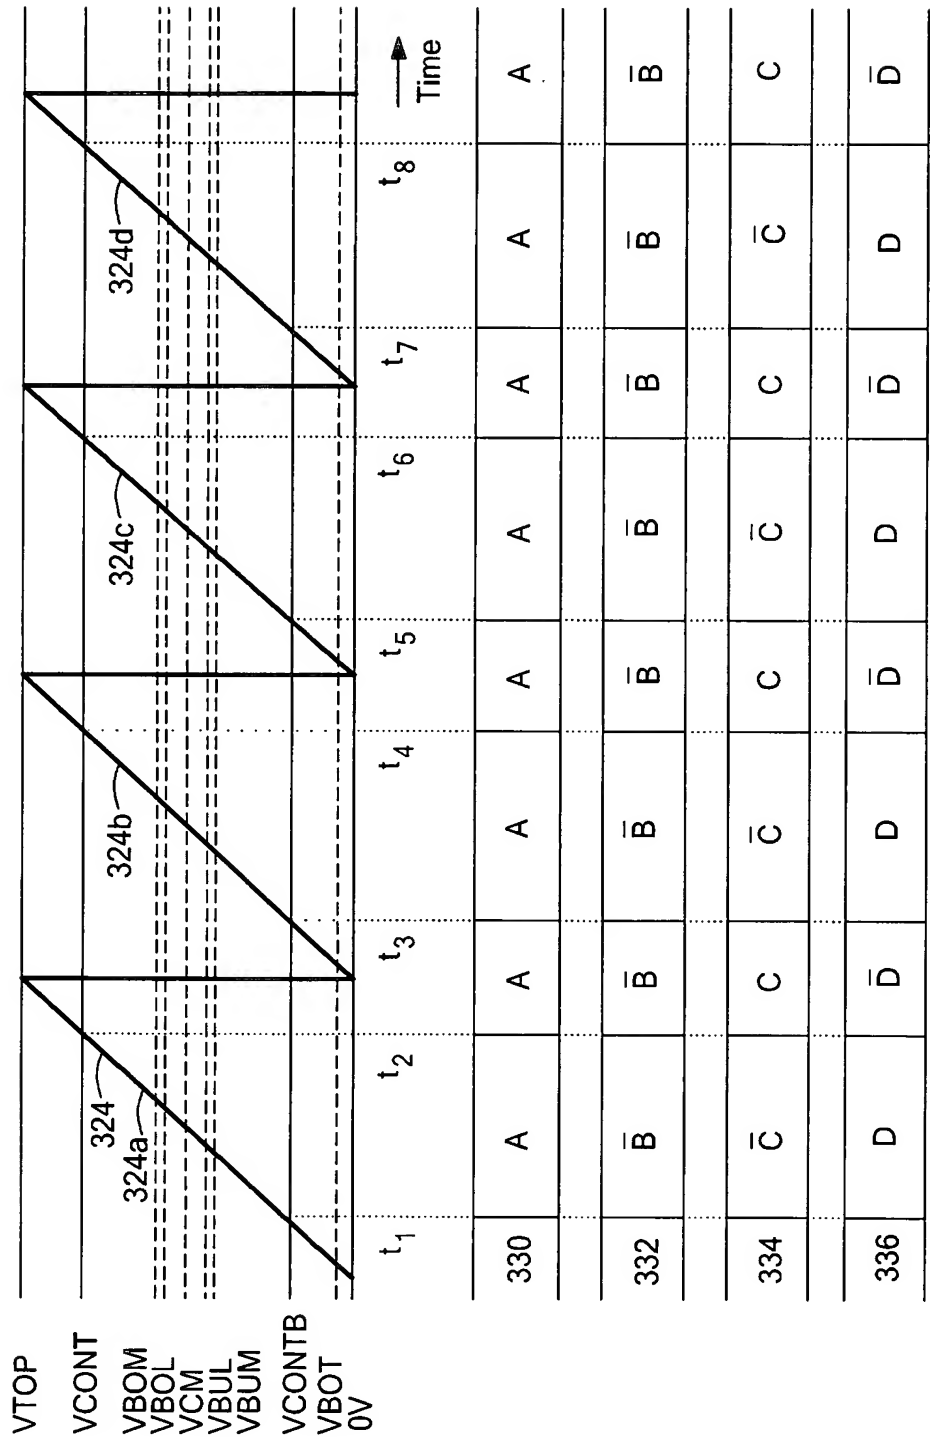 VTOP
VCONT
VBOM
VBOL
VCM
VBUL
VBUM
VCONTB
VBOT
0V
324
324a
324b
324c
324d
t1 t2 t3 t4 t5 t6 t7 t8 Time
330 A A A A A A A A
332 B̅ B̅ B̅ B̅ B̅ B̅ B̅ B̅
334 C̅ C C̅ C C̅ C C̅ C
336 D D̅ D D̅ D D̅ D D̅